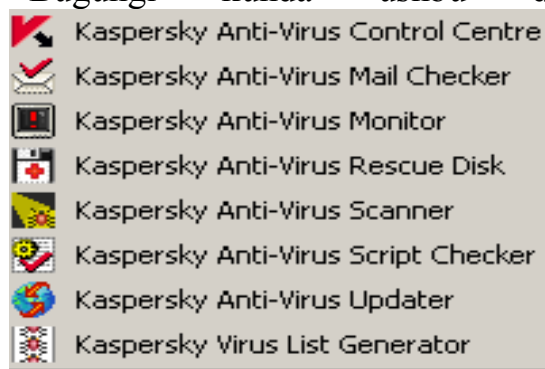 Kaspersky Anti-Virus Control Centre
Kaspersky Anti-Virus Mail Checker
Kaspersky Anti-Virus Monitor
Kaspersky Anti-Virus Rescue Disk
Kaspersky Anti-Virus Scanner
Kaspersky Anti-Virus Script Checker
Kaspersky Anti-Virus Updater
Kaspersky Virus List Generator